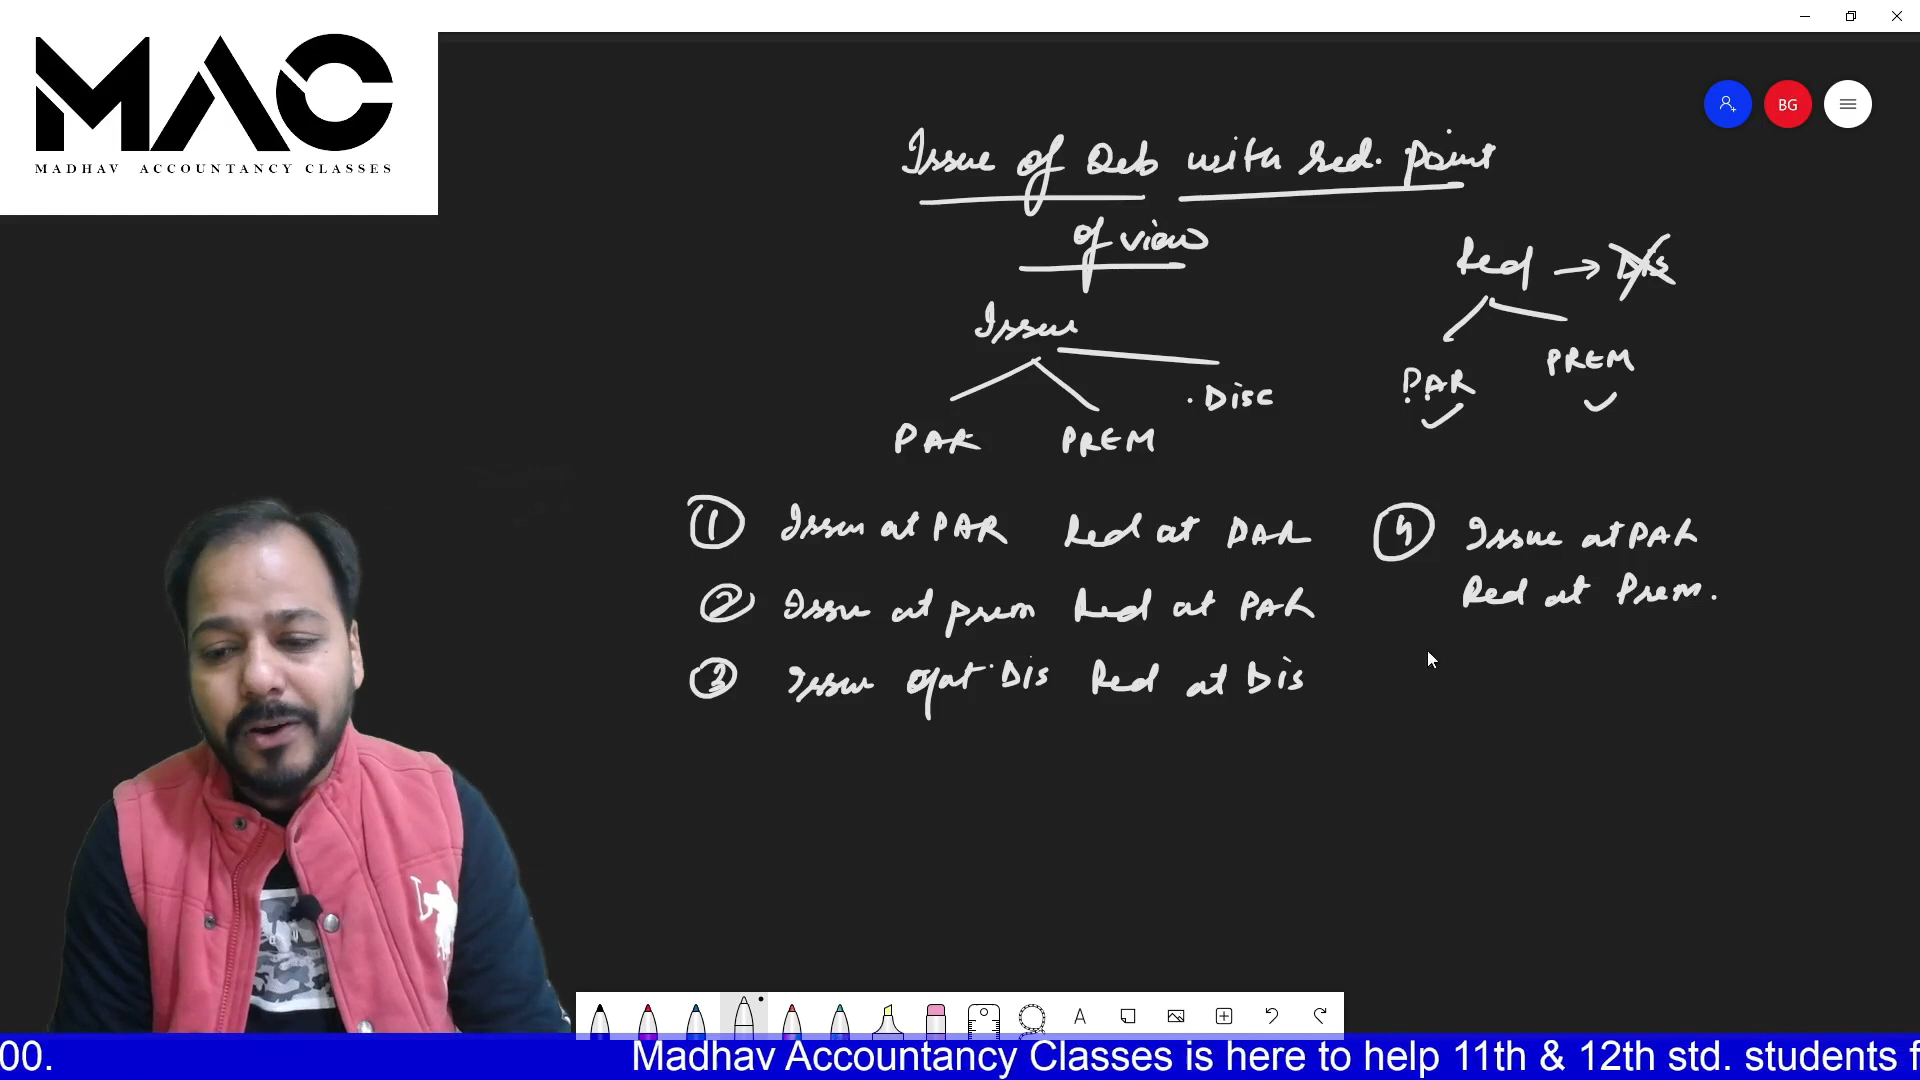 MAC
MADHAV ACCOUNTANCY CLASSES
BG
Issue of Deb with red. point
of view
Red → Dis
Issue
PAR PREM
Disc
PAR PREM
① Issue at PAR Red at PAR
② Issue at prem Red at PAR
③ Issue at Dis Red at Dis
④ Issue at PAR
Red at Prem.
A
00. Madhav Accountancy Classes is here to help 11th & 12th std. students f